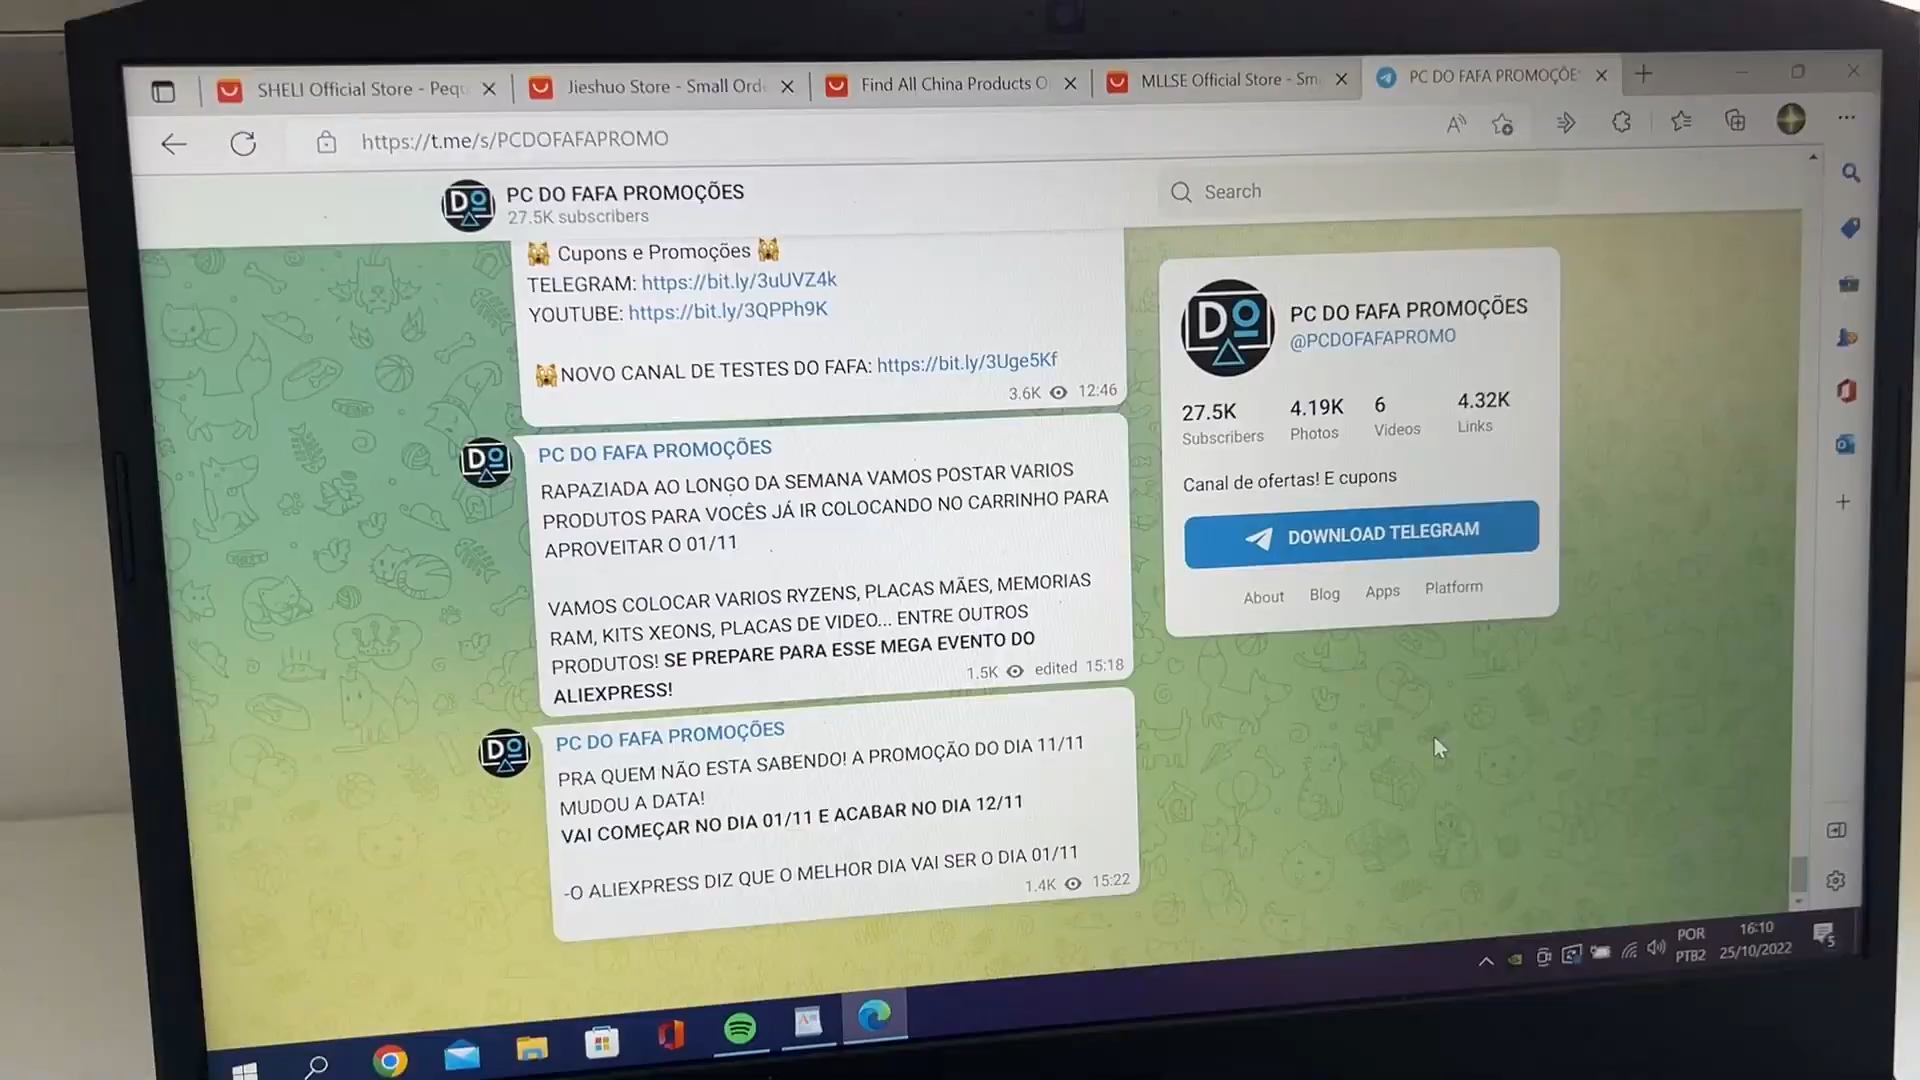 SHELI Official Store - Pequ
Jieshuo Store - Small Orde
Find All China Products O
MLLSE Official Store - Sm
PC DO FAFA PROMOÇÕE
https://t.me/s/PCDOFAFAPROMO
PC DO FAFA PROMOÇÕES
27.5K subscribers
Search
Cupons e Promoções
TELEGRAM: https://bit.ly/3uUVZ4k
YOUTUBE: https://bit.ly/3QPPh9K
NOVO CANAL DE TESTES DO FAFA: https://bit.ly/3Uge5Kf
3.6K 12:46
PC DO FAFA PROMOÇÕES
RAPAZIADA AO LONGO DA SEMANA VAMOS POSTAR VARIOS
PRODUTOS PARA VOCÊS JÁ IR COLOCANDO NO CARRINHO PARA
APROVEITAR O 01/11
VAMOS COLOCAR VARIOS RYZENS, PLACAS MÃES, MEMORIAS
RAM, KITS XEONS, PLACAS DE VIDEO... ENTRE OUTROS
PRODUTOS! SE PREPARE PARA ESSE MEGA EVENTO DO
ALIEXPRESS!
1.5K edited 15:18
PC DO FAFA PROMOÇÕES
PRA QUEM NÃO ESTA SABENDO! A PROMOÇÃO DO DIA 11/11
MUDOU A DATA!
VAI COMEÇAR NO DIA 01/11 E ACABAR NO DIA 12/11
-O ALIEXPRESS DIZ QUE O MELHOR DIA VAI SER O DIA 01/11
1.4K 15:22
DO
PC DO FAFA PROMOÇÕES
@PCDOFAFAPROMO
27.5K 4.19K 6 4.32K
Subscribers Photos Videos Links
Canal de ofertas! E cupons
DOWNLOAD TELEGRAM
About Blog Apps Platform
POR
PTB2
16:10
25/10/2022
5